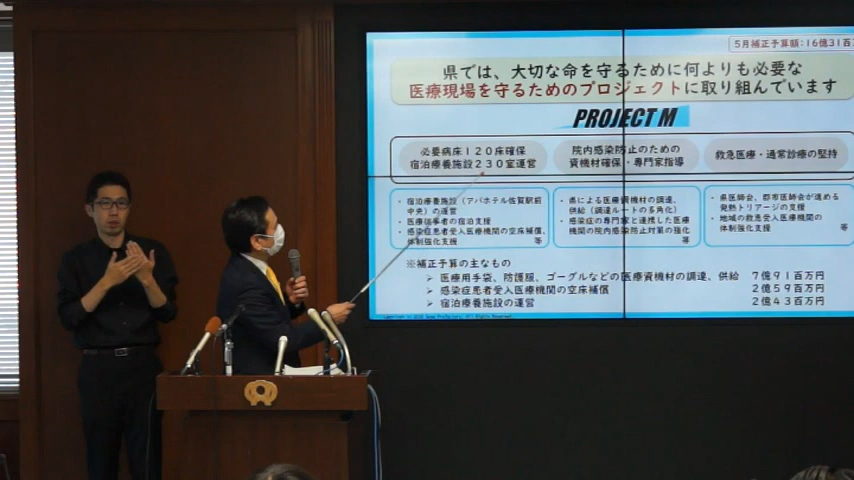 5月補正予算額:16億31百
県では、大切な命を守るために何よりも必要な
医療現場を守るためのプロジェクトに取り組んでいます
PROJECT M
必要病床120床確保
宿泊療養施設230室運営
院内感染防止のための
資機材確保・専門家指導
救急医療・通常診療の堅持
・宿泊療養施設(アパホテル佐賀駅前
中央)の運営
・医療従事者の宿泊支援
・感染症患者受入医療機関の空床補償、
体制強化支援 等
・県による医療資機材の調達、
供給(調達ルートの多角化)
・感染症の専門家と連携した医療
機関の院内感染防止対策の強化
等
・県医師会、郡市医師会が進める
発熱トリアージの支援
・地域の救急受入医療機関の
体制強化支援 等
※補正予算の主なもの
➢ 医療用手袋、防護服、ゴーグルなどの医療資機材の調達、供給 7億91百万円
➢ 感染症患者受入医療機関の空床補償 2億59百万円
➢ 宿泊療養施設の運営 2億43百万円